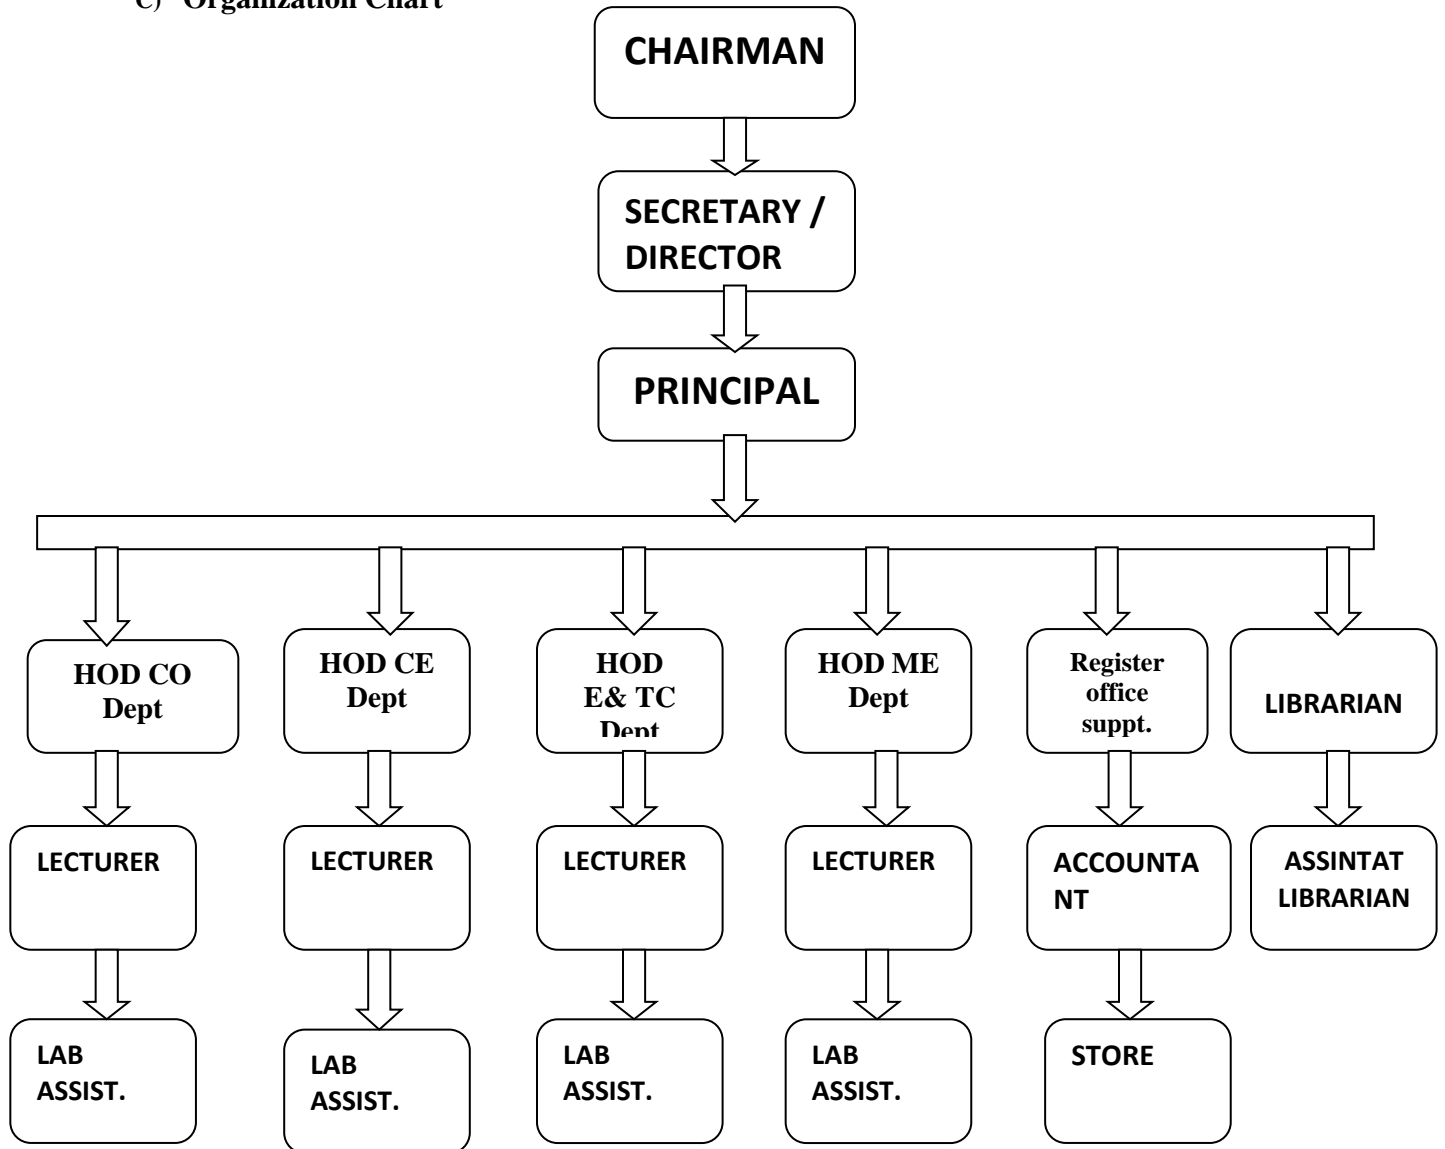 C) Organization Chart
CHAIRMAN
SECRETARY /
DIRECTOR
PRINCIPAL
HOD CO
Dept
HOD CE
Dept
HOD
E& TC
Dept
HOD ME
Dept
Register
office
suppt.
LIBRARIAN
LECTURER
LECTURER
LECTURER
LECTURER
ACCOUNTA
NT
ASSINTAT
LIBRARIAN
LAB
ASSIST.
LAB
ASSIST.
LAB
ASSIST.
LAB
ASSIST.
STORE